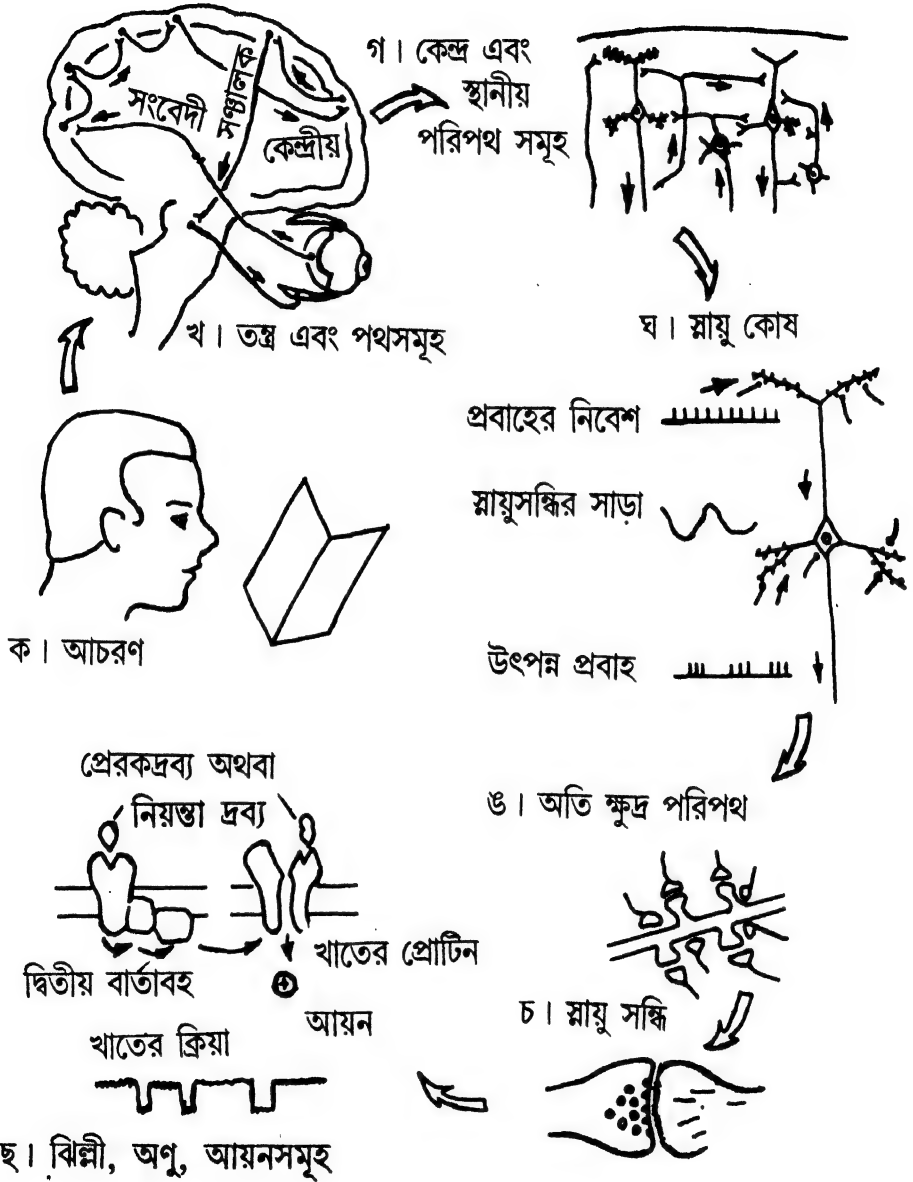 সংবেদী
সঞ্চালক
কেন্দ্রীয়
গ। কেন্দ্র এবং
স্থানীয়
পরিপথ সমূহ
খ। তন্ত্র এবং পথসমূহ
ঘ। স্নায়ু কোষ
প্রবাহের নিবেশ
স্নায়ুসন্ধির সাড়া
উৎপন্ন প্রবাহ
ক। আচরণ
ঙ। অতি ক্ষুদ্র পরিপথ
চ। স্নায়ু সন্ধি
প্রেরকদ্রব্য অথবা
নিয়ন্তা দ্রব্য
খাতের প্রোটিন
দ্বিতীয় বার্তাবহ
আয়ন
খাতের ক্রিয়া
ছ। ঝিল্লী, অণু, আয়নসমূহ